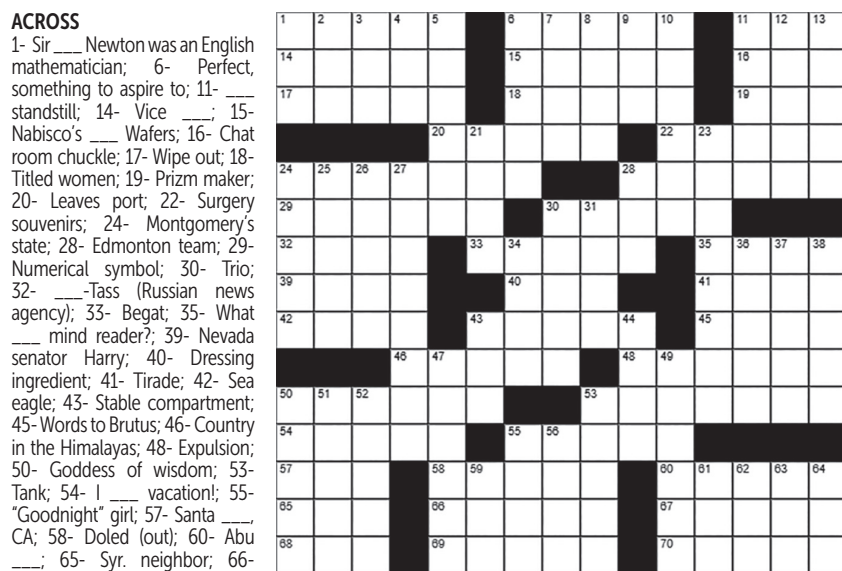 ACROSS
1- Sir ___ Newton was an English
mathematician; 6- Perfect,
something to aspire to; 11- ___
standstill; 14- Vice ___; 15-
Nabisco's ___ Wafers; 16- Chat
room chuckle; 17- Wipe out; 18-
Titled women; 19- Prizm maker;
20- Leaves port; 22- Surgery
souvenirs; 24- Montgomery's
state; 28- Edmonton team; 29-
Numerical symbol; 30- Trio;
32- ___-Tass (Russian news
agency); 33- Begat; 35- What
___ mind reader?; 39- Nevada
senator Harry; 40- Dressing
ingredient; 41- Tirade; 42- Sea
eagle; 43- Stable compartment;
45- Words to Brutus; 46- Country
in the Himalayas; 48- Expulsion;
50- Goddess of wisdom; 53-
Tank; 54- I ___ vacation!; 55-
"Goodnight" girl; 57- Santa ___,
CA; 58- Doled (out); 60- Abu
___; 65- Syr. neighbor; 66-
1 2 3 4 5 6 7 8 9 10 11 12 13
14 15 16
17 18 19
20 21 22 23
24 25 26 27 28
29 30 31
32 33 34 35 36 37 38
39 40 41
42 43 44 45
46 47 48 49
50 51 52 53
54 55 56
57 58 59 60 61 62 63 64
65 66 67
68 69 70